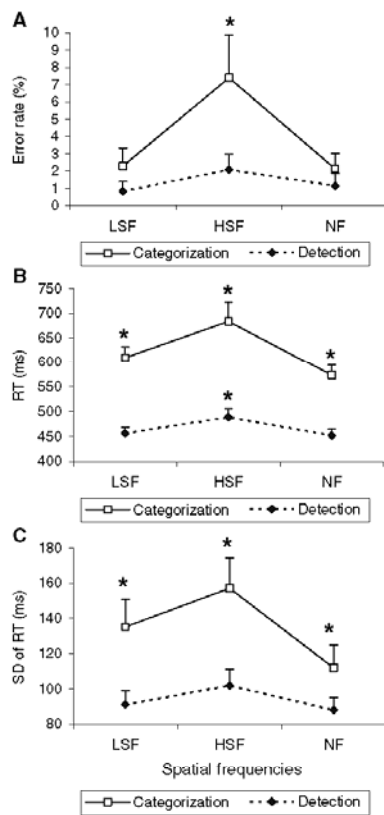 A
*
Error rate (%)
10
9
8
7
6
5
4
3
2
1
0
LSF HSF NF
Categorization Detection
B
RT (ms)
750
700
650
600
550
500
450
400
* * *
*
LSF HSF NF
Categorization Detection
C
SD of RT (ms)
180
160
140
120
100
80
* * *
LSF HSF NF
Spatial frequencies
Categorization Detection